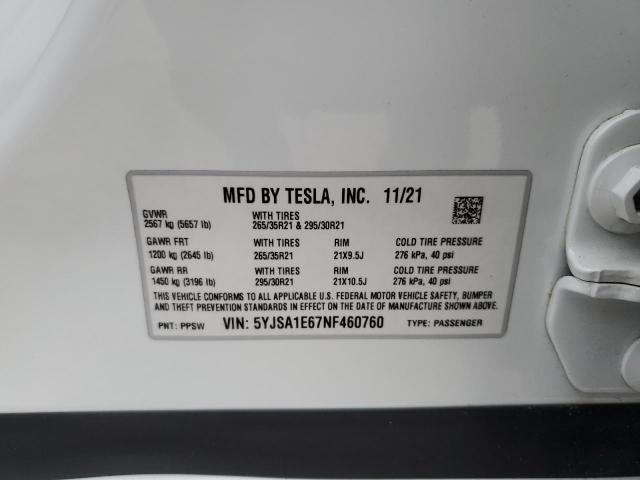 MFD BY TESLA, INC. 11/21
GVWR WITH TIRES
2567 kg (5657 lb) 265/35R21 & 295/30R21
GAWR FRT WITH TIRES RIM COLD TIRE PRESSURE
1200 kg (2645 lb) 265/35R21 21X9.5J 276 kPa, 40 psi
GAWR RR WITH TIRES RIM COLD TIRE PRESSURE
1450 kg (3196 lb) 295/30R21 21X10.5J 276 kPa, 40 psi
THIS VEHICLE CONFORMS TO ALL APPLICABLE U.S. FEDERAL MOTOR VEHICLE SAFETY, BUMPER
AND THEFT PREVENTION STANDARDS IN EFFECT ON THE DATE OF MANUFACTURE SHOWN ABOVE.
PNT: PPSW VIN: 5YJSA1E67NF460760 TYPE: PASSENGER